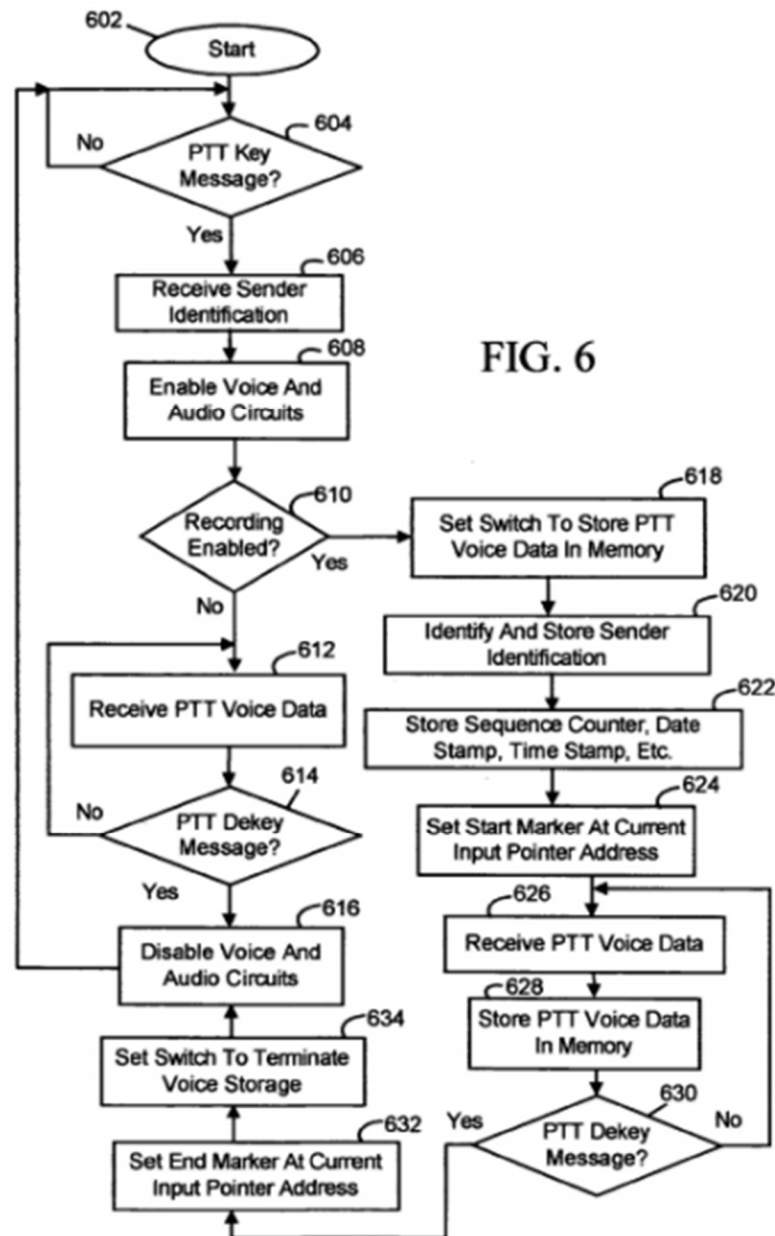 602
Start
604
No
PTT Key
Message?
Yes
606
Receive Sender
Identification
608
Enable Voice And
Audio Circuits
FIG. 6
610
Recording
Enabled?
Yes
No
618
Set Switch To Store PTT
Voice Data In Memory
620
Identify And Store Sender
Identification
612
Receive PTT Voice Data
622
Store Sequence Counter, Date
Stamp, Time Stamp, Etc.
614
No
PTT Dekey
Message?
Yes
624
Set Start Marker At Current
Input Pointer Address
616
Disable Voice And
Audio Circuits
626
Receive PTT Voice Data
628
Store PTT Voice Data
In Memory
634
Set Switch To Terminate
Voice Storage
630
Yes
PTT Dekey
Message?
No
632
Set End Marker At Current
Input Pointer Address